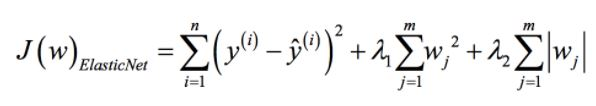 J(w)_{ElasticNet} = \sum_{i=1}^{n} (y^{(i)} - \hat{y}^{(i)})^2 + \lambda_1 \sum_{j=1}^{m} w_j^2 + \lambda_2 \sum_{j=1}^{m} |w_j|